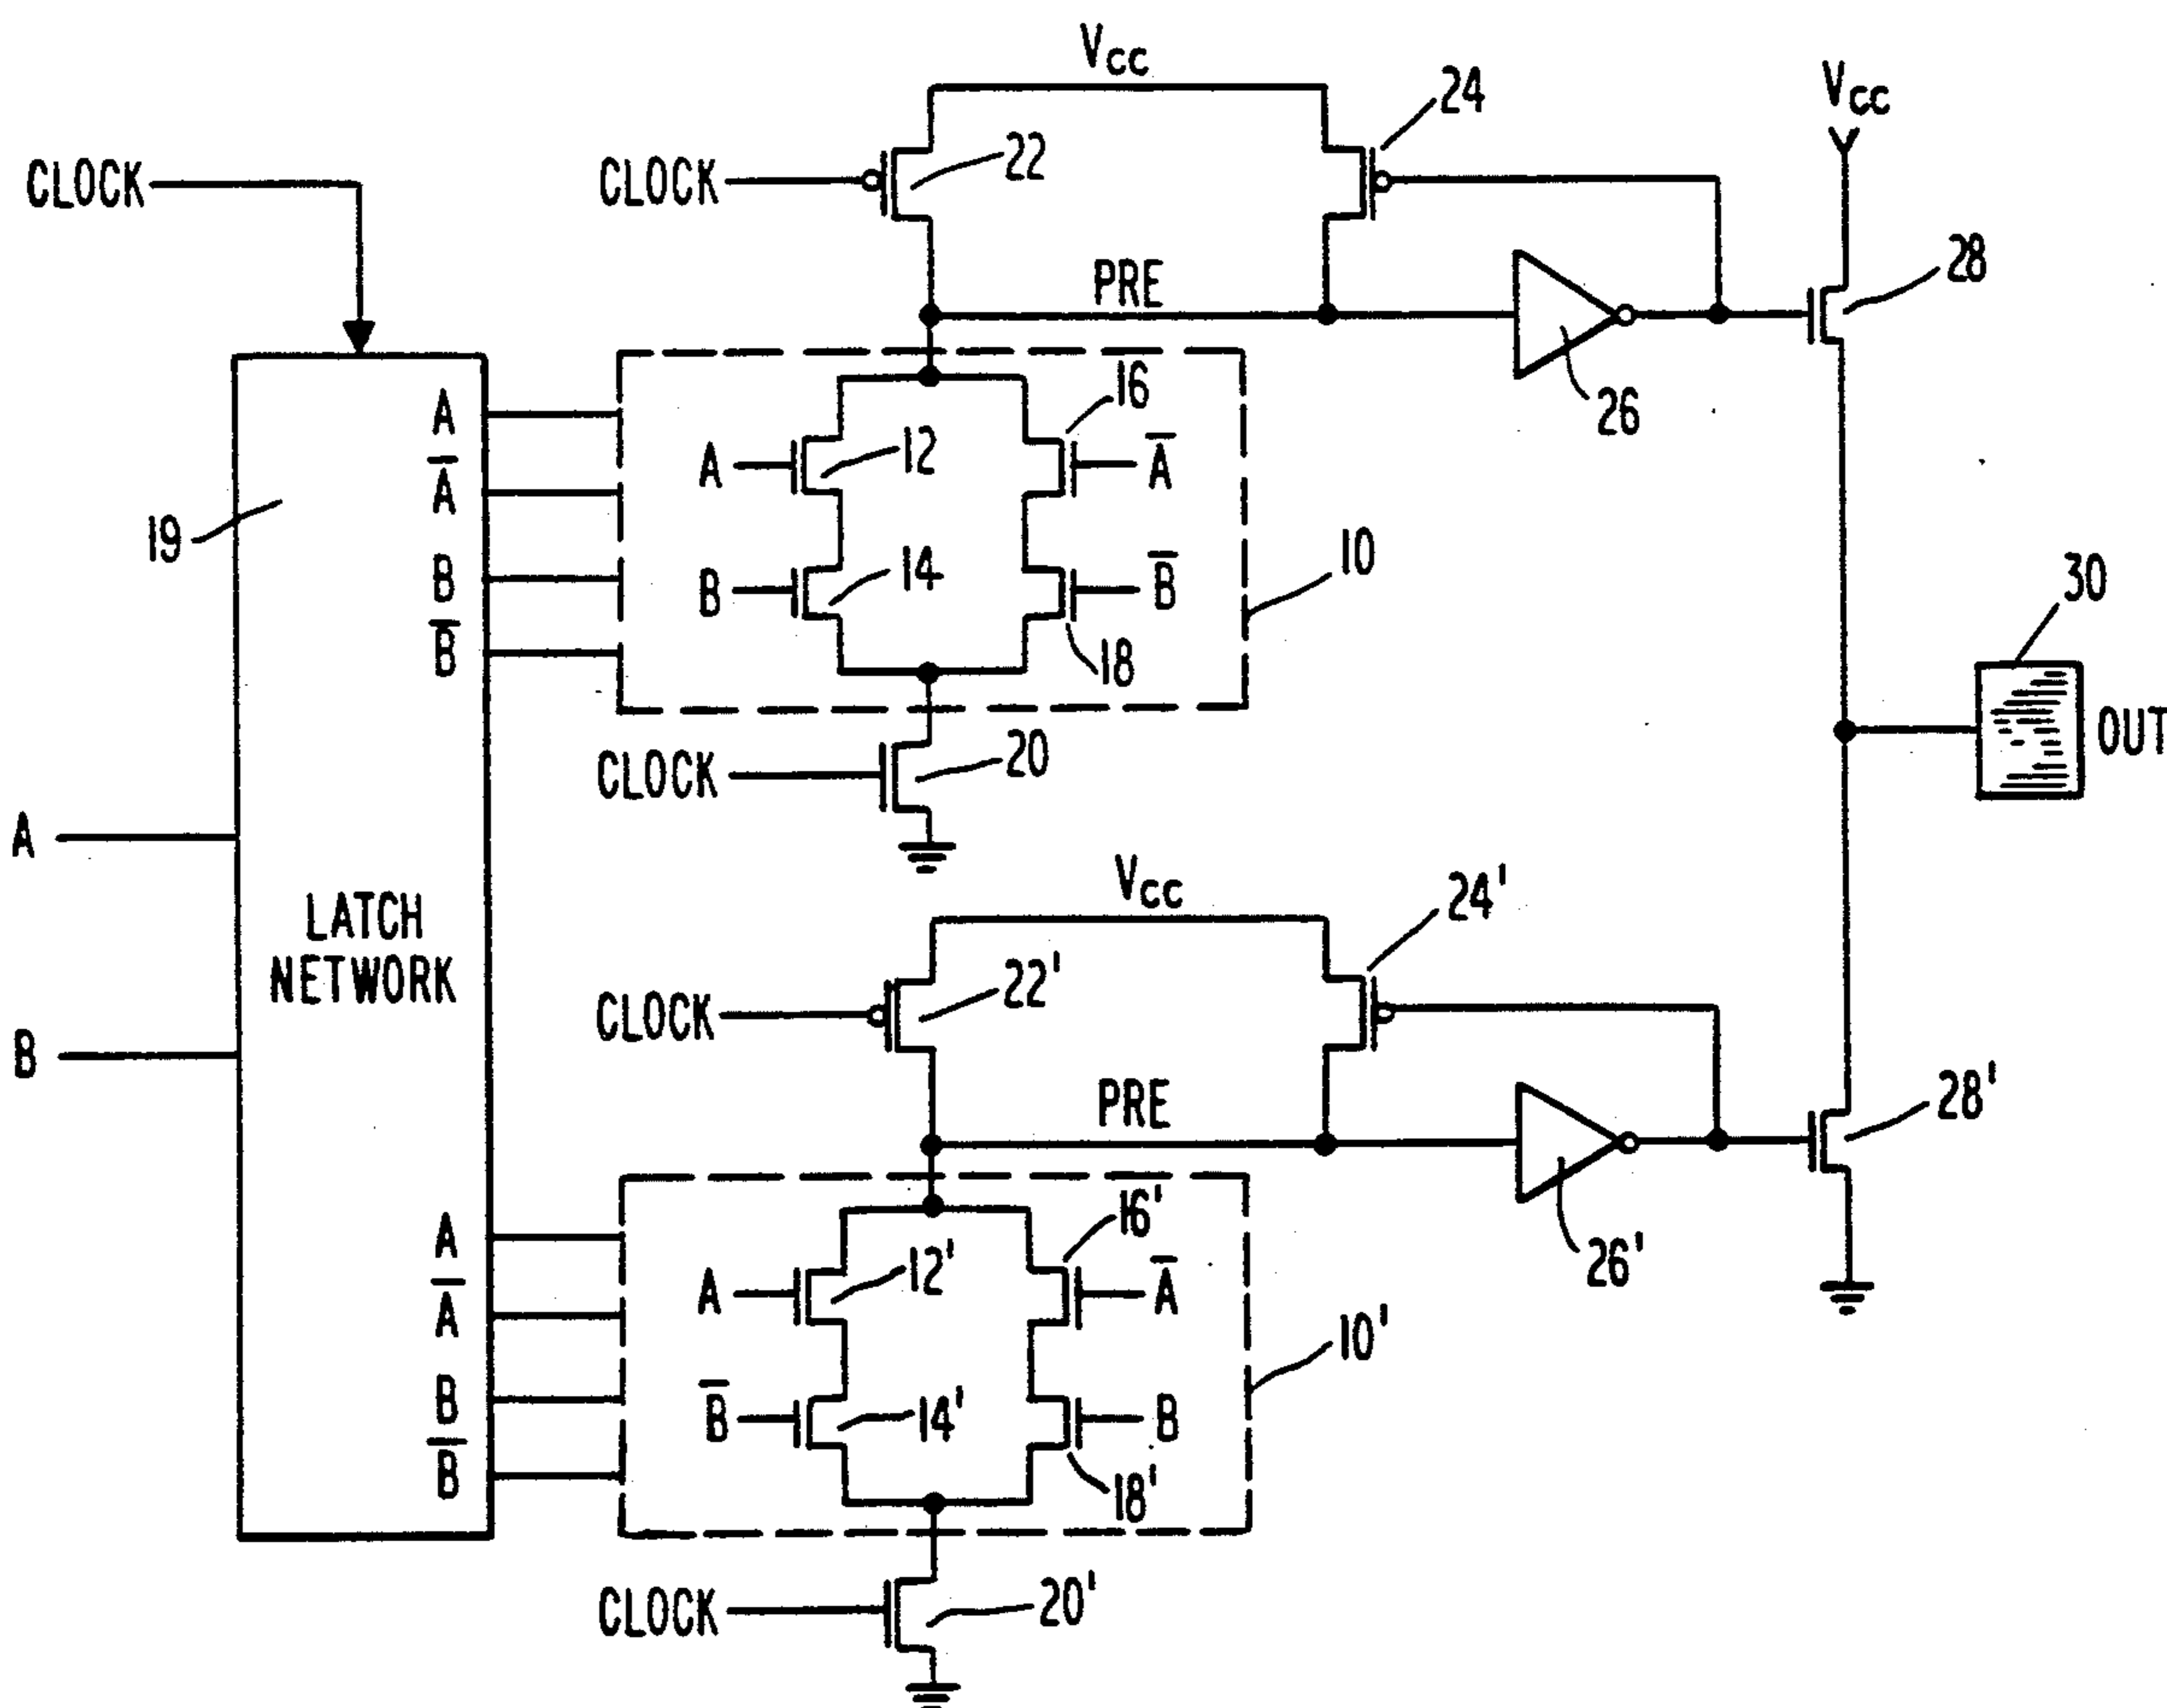 Vcc
24
Vcc
CLOCK
CLOCK
22
28
PRE
26
A
A̅
B
B̅
16
A
12
A̅
19
10
B
14
B̅
18
30
OUT
CLOCK
20
A
B
LATCH
NETWORK
Vcc
24'
CLOCK
22'
28'
PRE
26'
A
A̅
B
B̅
16'
A
12'
A̅
10'
B̅
14'
B
18'
CLOCK
20'